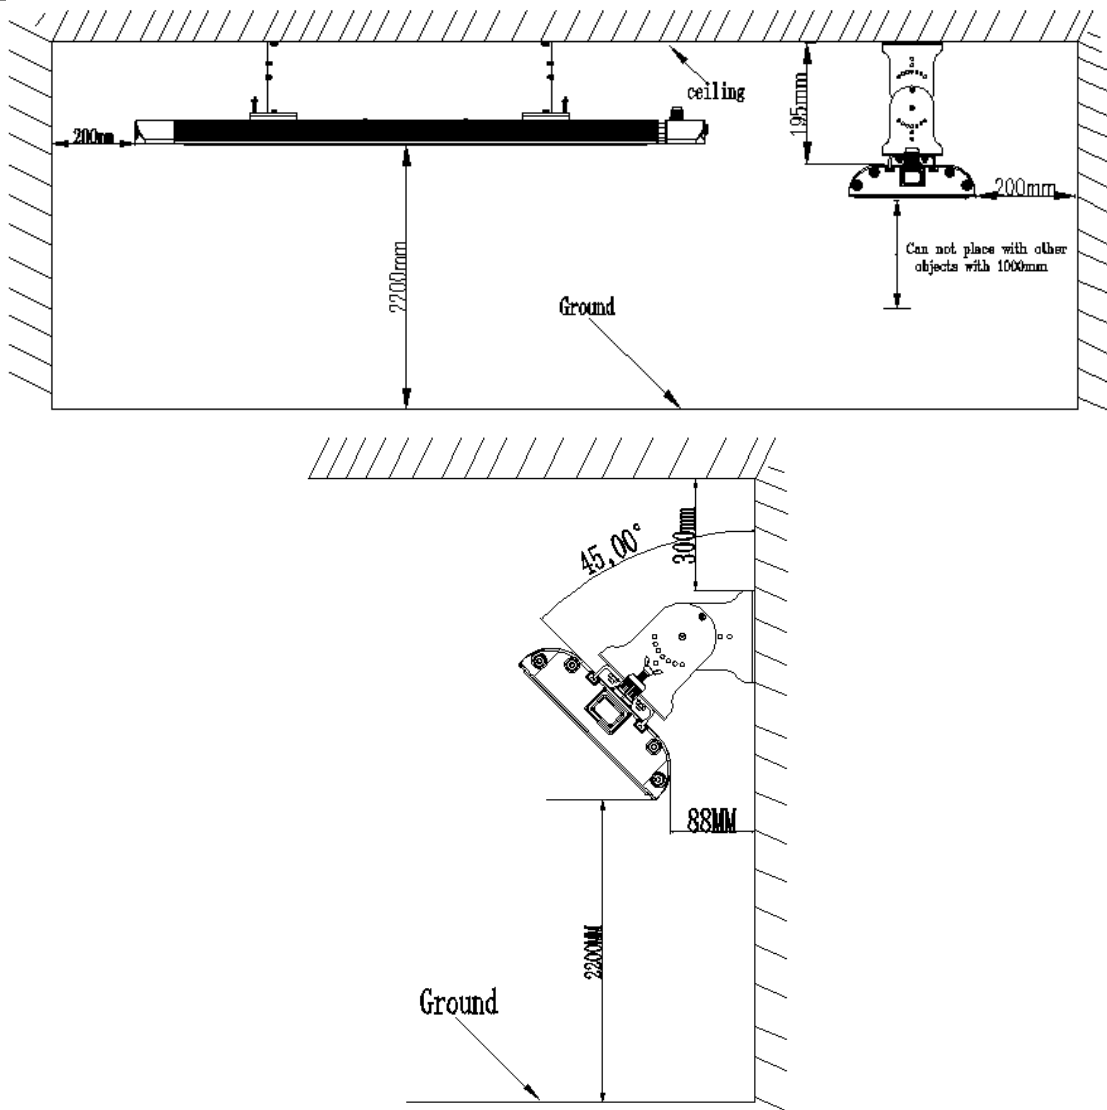 ceiling
200mm
195mm
200mm
2200mm
Can not place with other
objects with 1000mm
Ground
300mm
45,00°
88MM
2200MM
Ground